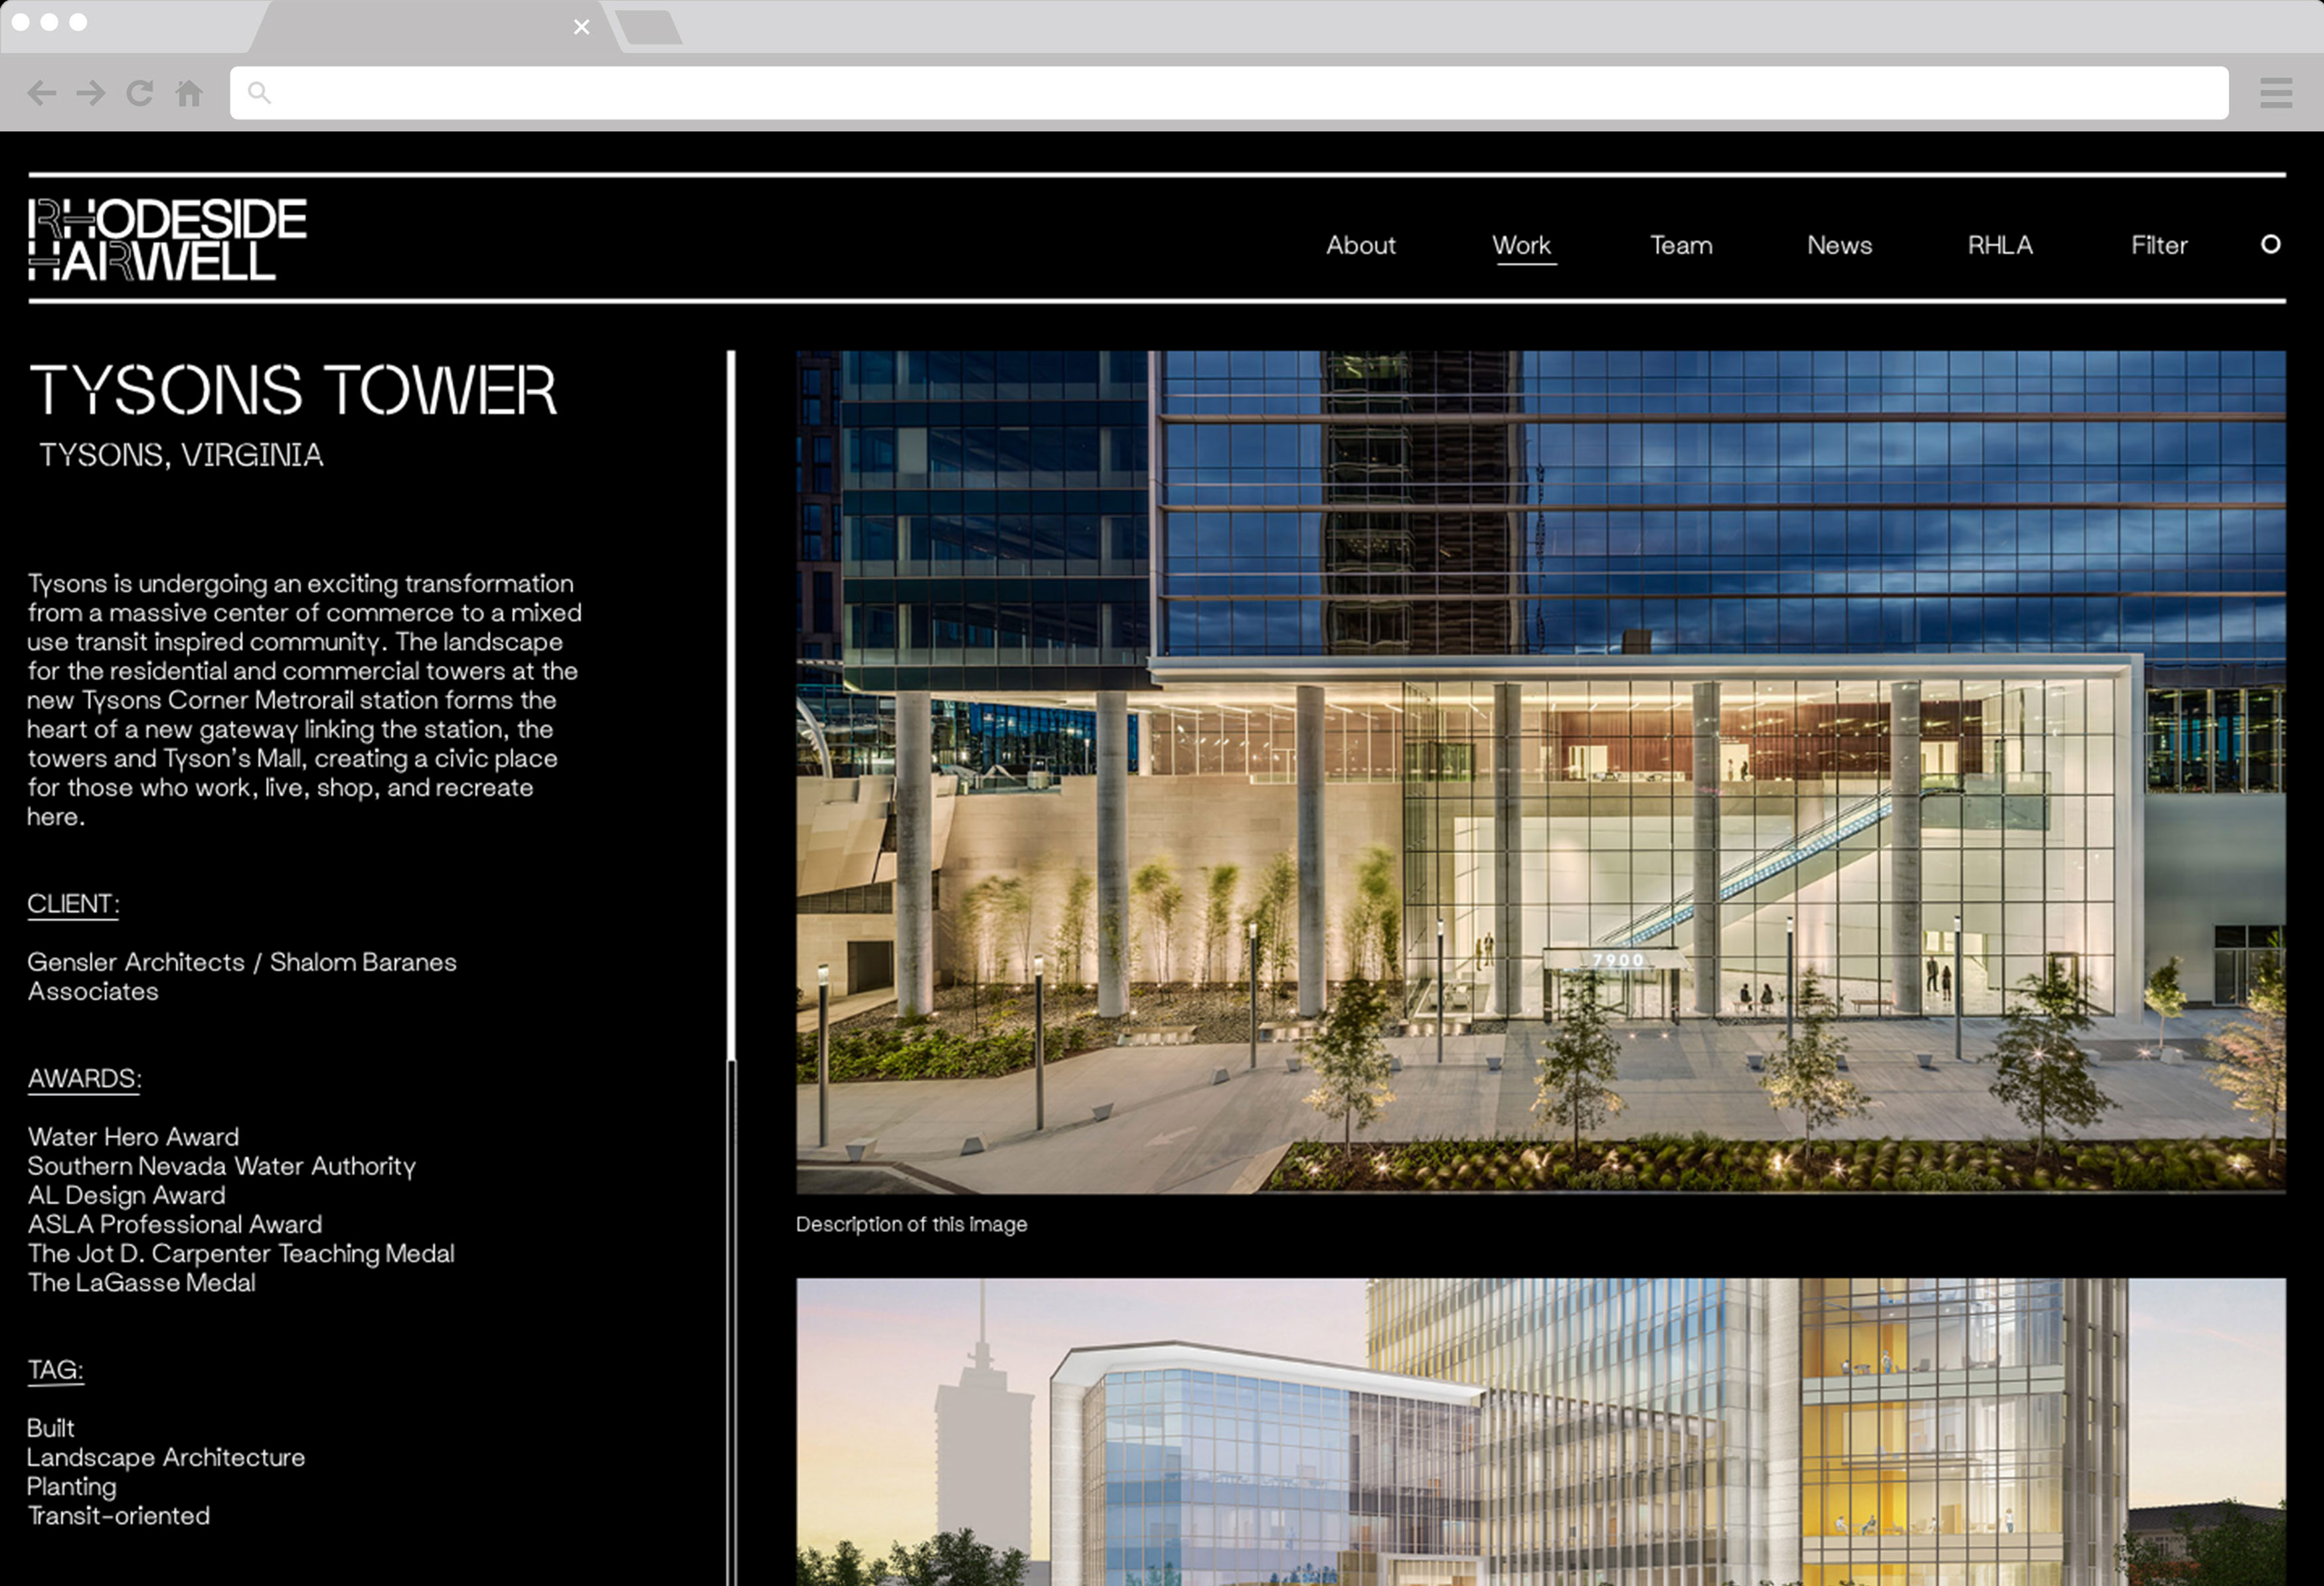 RHODESIDE
HARWELL
About Work Team News RHLA Filter
TYSONS TOWER
TYSONS, VIRGINIA
Tysons is undergoing an exciting transformation
from a massive center of commerce to a mixed
use transit inspired community. The landscape
for the residential and commercial towers at the
new Tysons Corner Metrorail station forms the
heart of a new gateway linking the station, the
towers and Tyson's Mall, creating a civic place
for those who work, live, shop, and recreate
here.
CLIENT:
Gensler Architects / Shalom Baranes
Associates
AWARDS:
Water Hero Award
Southern Nevada Water Authority
AL Design Award
ASLA Professional Award
The Jot D. Carpenter Teaching Medal
The LaGasse Medal
TAG:
Built
Landscape Architecture
Planting
Transit-oriented
7900
Description of this image